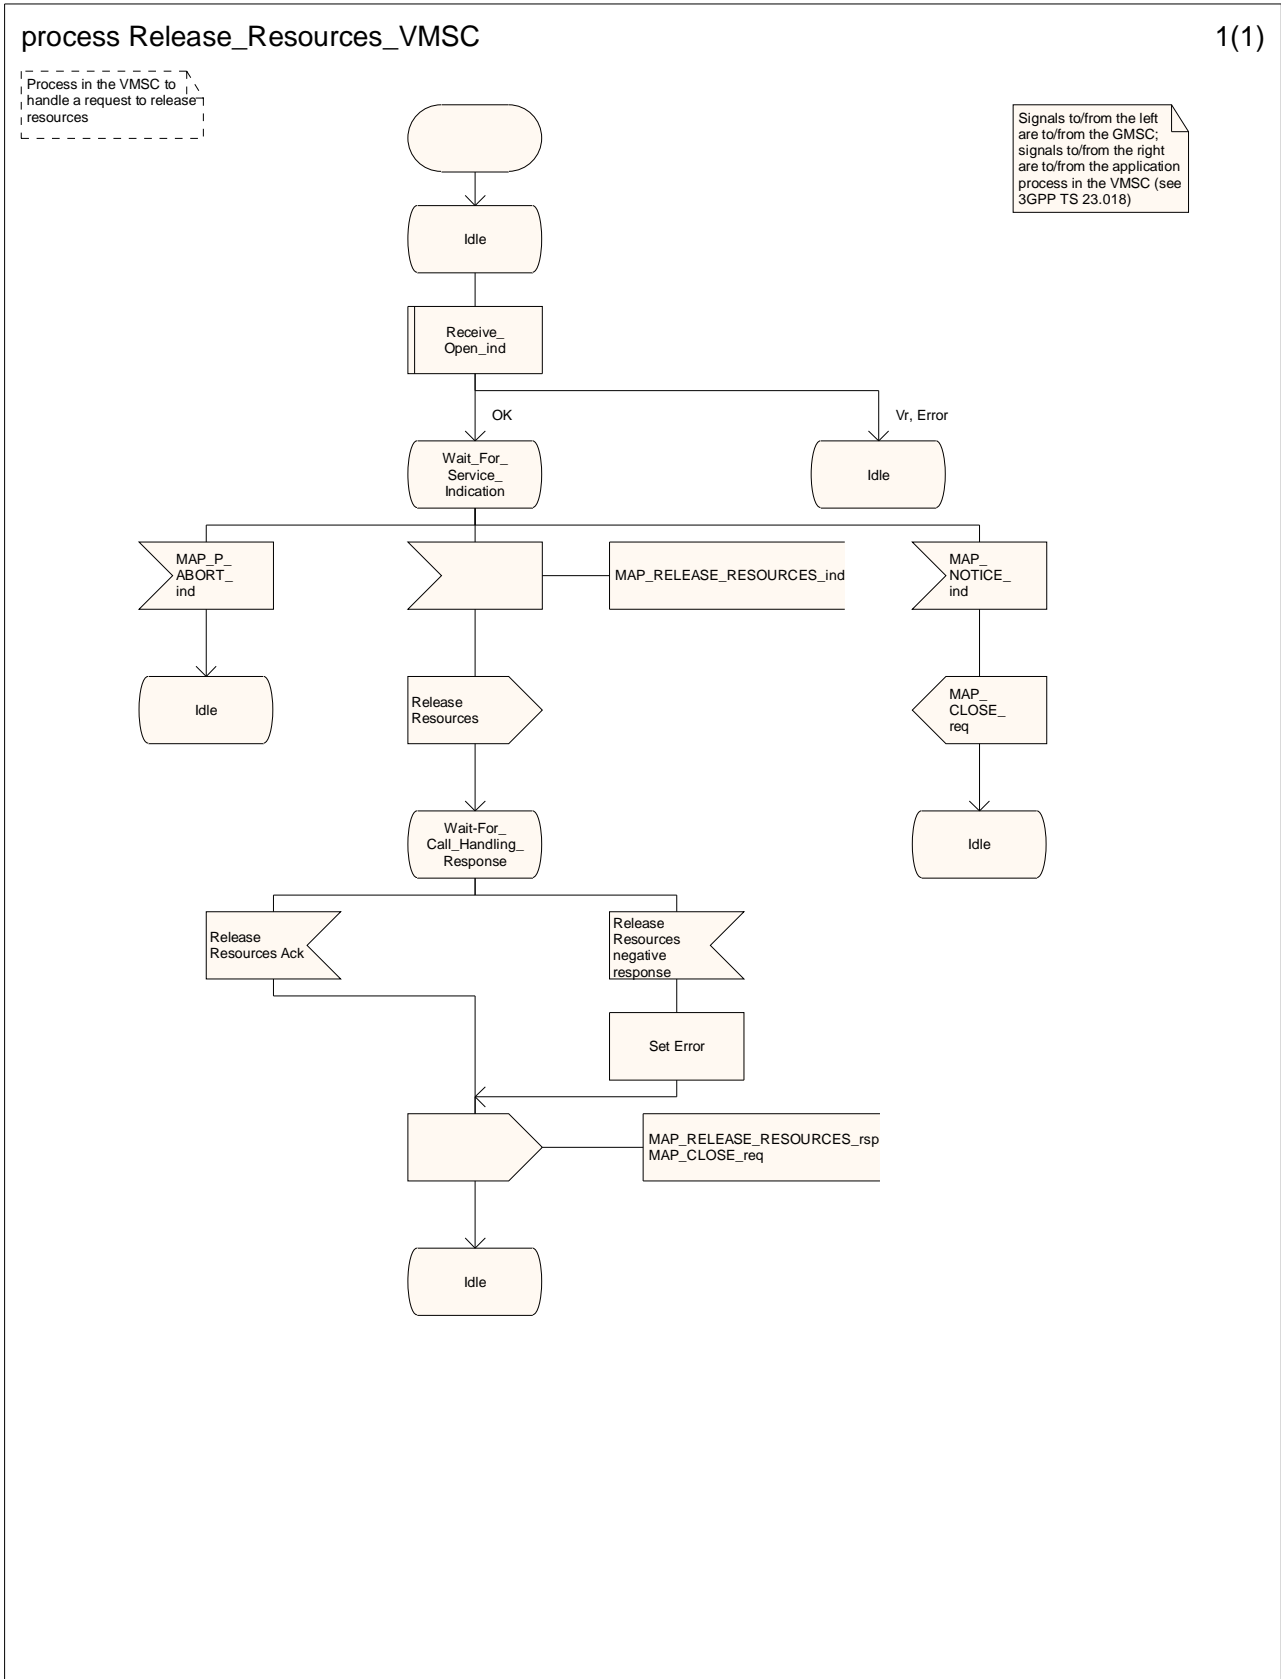 process Release_Resources_VMSC
1(1)
Process in the VMSC to
handle a request to release
resources
Signals to/from the left
are to/from the GMSC;
signals to/from the right
are to/from the application
process in the VMSC (see
3GPP TS 23.018)
Idle
Receive_
Open_ind
OK
Vr, Error
Wait_For_
Service_
Indication
Idle
MAP_P_
ABORT_
ind
MAP_RELEASE_RESOURCES_ind
MAP_
NOTICE_
ind
Idle
Release
Resources
MAP_
CLOSE_
req
Wait-For_
Call_Handling_
Response
Idle
Release
Resources Ack
Release
Resources
negative
response
Set Error
MAP_RELEASE_RESOURCES_rsp
MAP_CLOSE_req
Idle